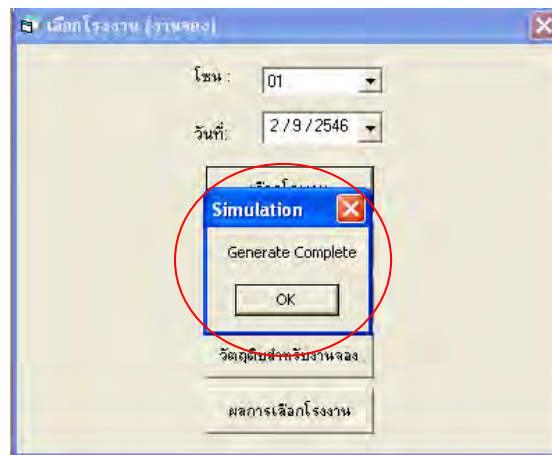 เลือกโรงงาน (งานจอง)
โซน :
01
วันที่:
2 / 9 / 2546
Simulation
Generate Complete
OK
วัตถุดิบสำหรับงานจอง
ผลการเลือกโรงงาน